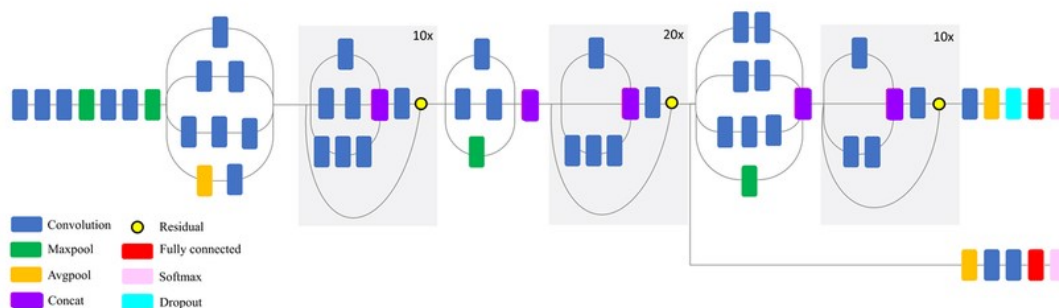 10x
20x
10x
Convolution
Residual
Maxpool
Fully connected
Avgpool
Softmax
Concat
Dropout